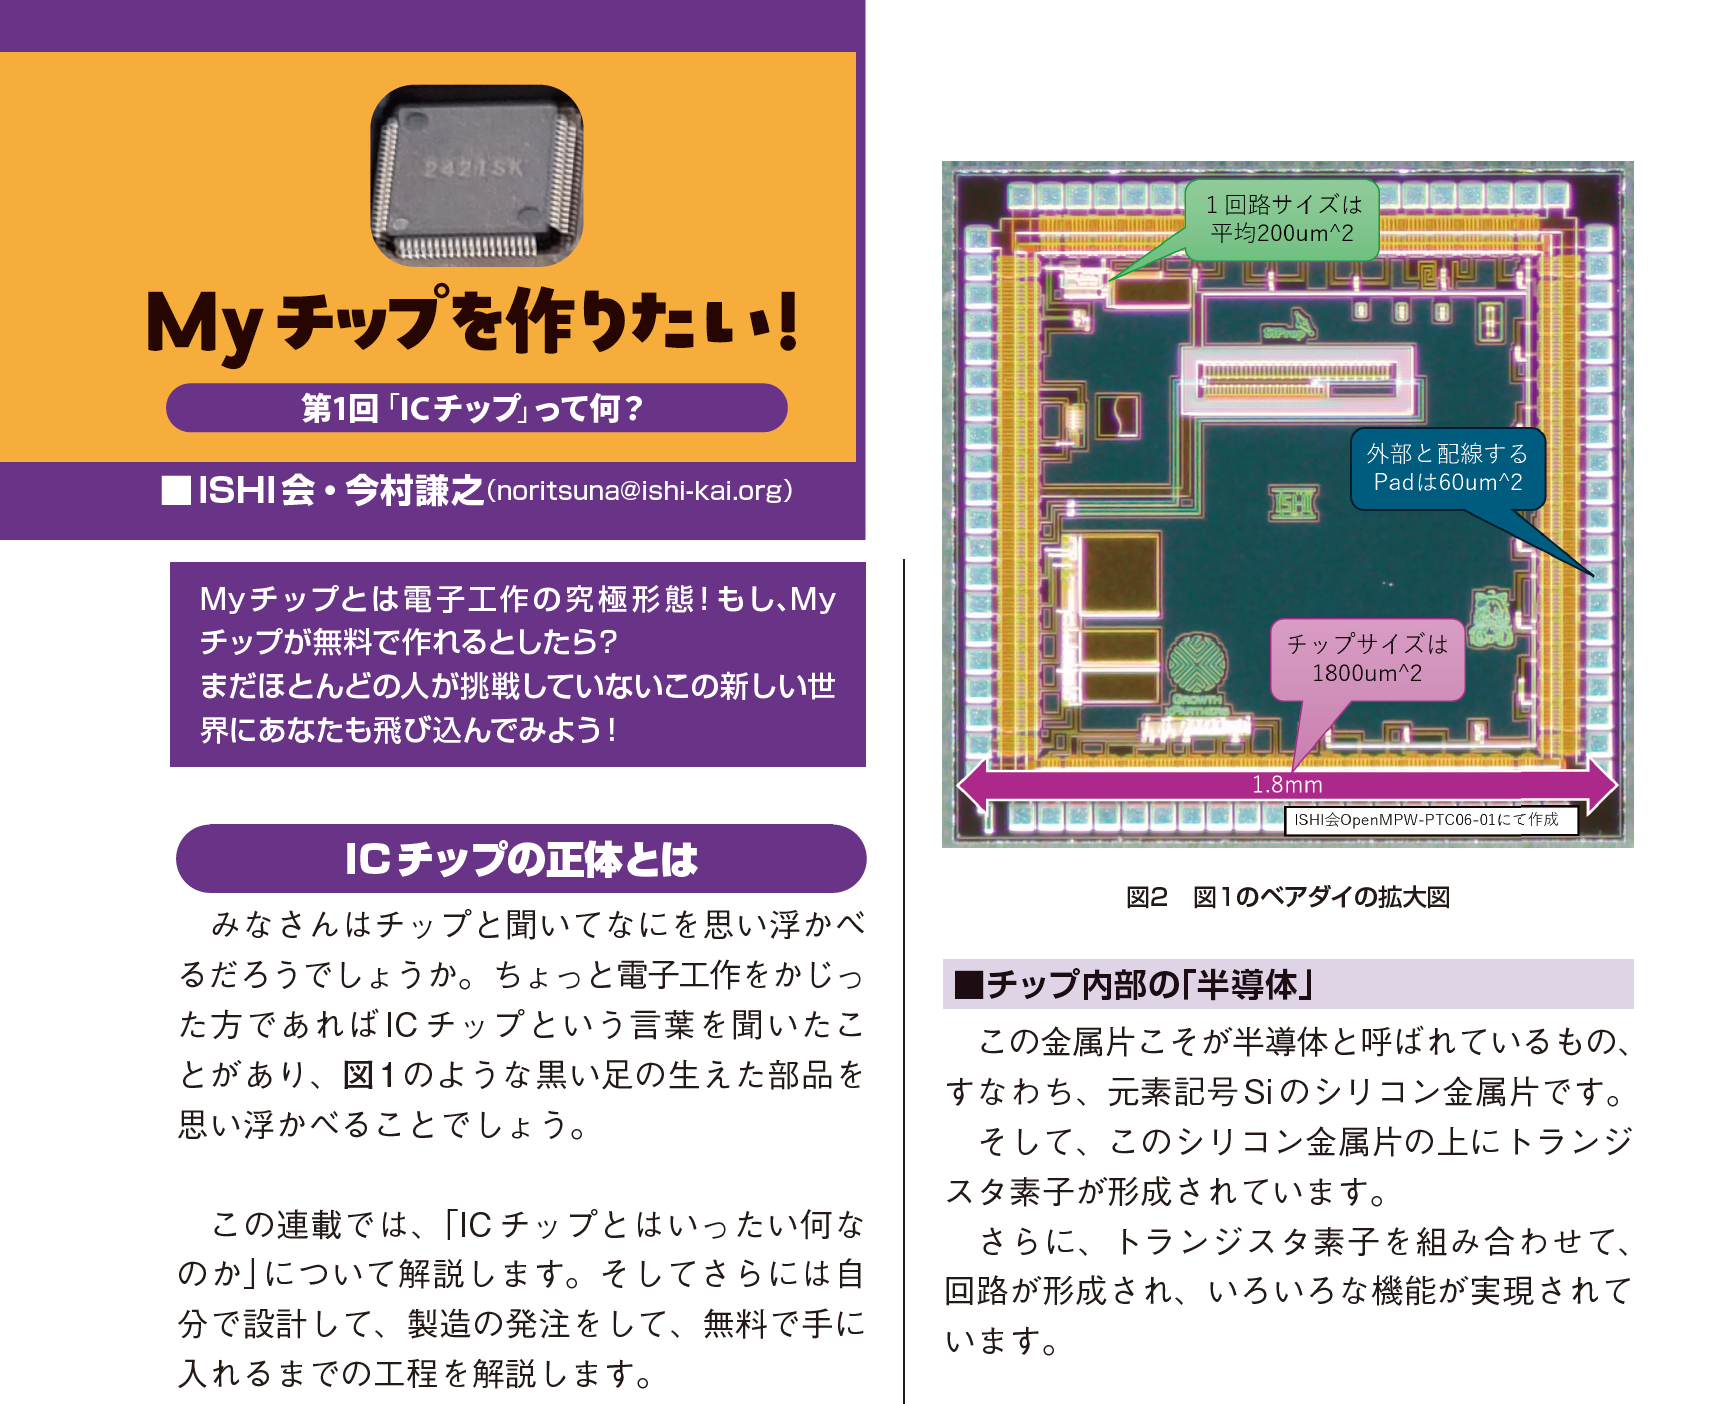 2421SK
Myチップを作りたい!
第1回「ICチップ」って何？
■ISHI会・今村謙之(noritsuna@ishi-kai.org)
Myチップとは電子工作の究極形態！もし、My
チップが無料で作れるとしたら？
まだほとんどの人が挑戦していないこの新しい世
界にあなたも飛び込んでみよう！
ICチップの正体とは
みなさんはチップと聞いてなにを思い浮かべ
るだろうでしょうか。ちょっと電子工作をかじっ
た方であればICチップという言葉を聞いたこ
とがあり、図1のような黒い足の生えた部品を
思い浮かべることでしょう。
この連載では、「ICチップとはいったい何な
のか」について解説します。そしてさらには自
分で設計して、製造の発注をして、無料で手に
入れるまでの工程を解説します。
1回路サイズは
平均200um^2
ISHI
外部と配線する
Padは60um^2
チップサイズは
1800um^2
GROWTH
PARTNERS
1.8mm
ISHI会OpenMPW-PTC06-01にて作成
図2　図1のベアダイの拡大図
■チップ内部の「半導体」
この金属片こそが半導体と呼ばれているもの、
すなわち、元素記号Siのシリコン金属片です。
そして、このシリコン金属片の上にトランジ
スタ素子が形成されています。
さらに、トランジスタ素子を組み合わせて、
回路が形成され、いろいろな機能が実現されて
います。